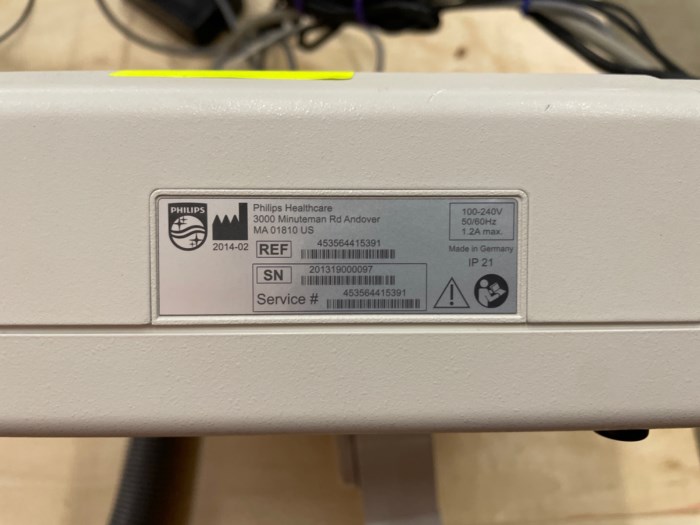 PHILIPS
2014-02
Philips Healthcare
3000 Minuteman Rd Andover
MA 01810 US
REF 453564415391
SN 201319000097
Service # 453564415391
100-240V
50/60Hz
1.2A max.
Made in Germany
IP 21